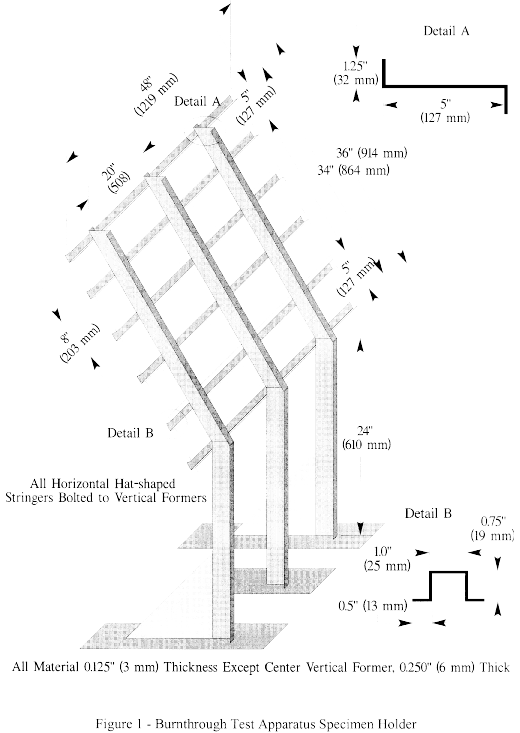 Detail A
1.25"
(32 mm)
5"
(127 mm)
48"
(1219 mm)
Detail A
5"
(127 mm)
36" (914 mm)
34" (864 mm)
20"
(508)
5"
(127 mm)
8"
(203 mm)
Detail B
24"
(610 mm)
All Horizontal Hat-shaped
Stringers Bolted to Vertical Formers
Detail B
0.75"
(19 mm)
1.0"
(25 mm)
0.5" (13 mm)
All Material 0.125" (3 mm) Thickness Except Center Vertical Former, 0.250" (6 mm) Thick
Figure 1 - Burnthrough Test Apparatus Specimen Holder